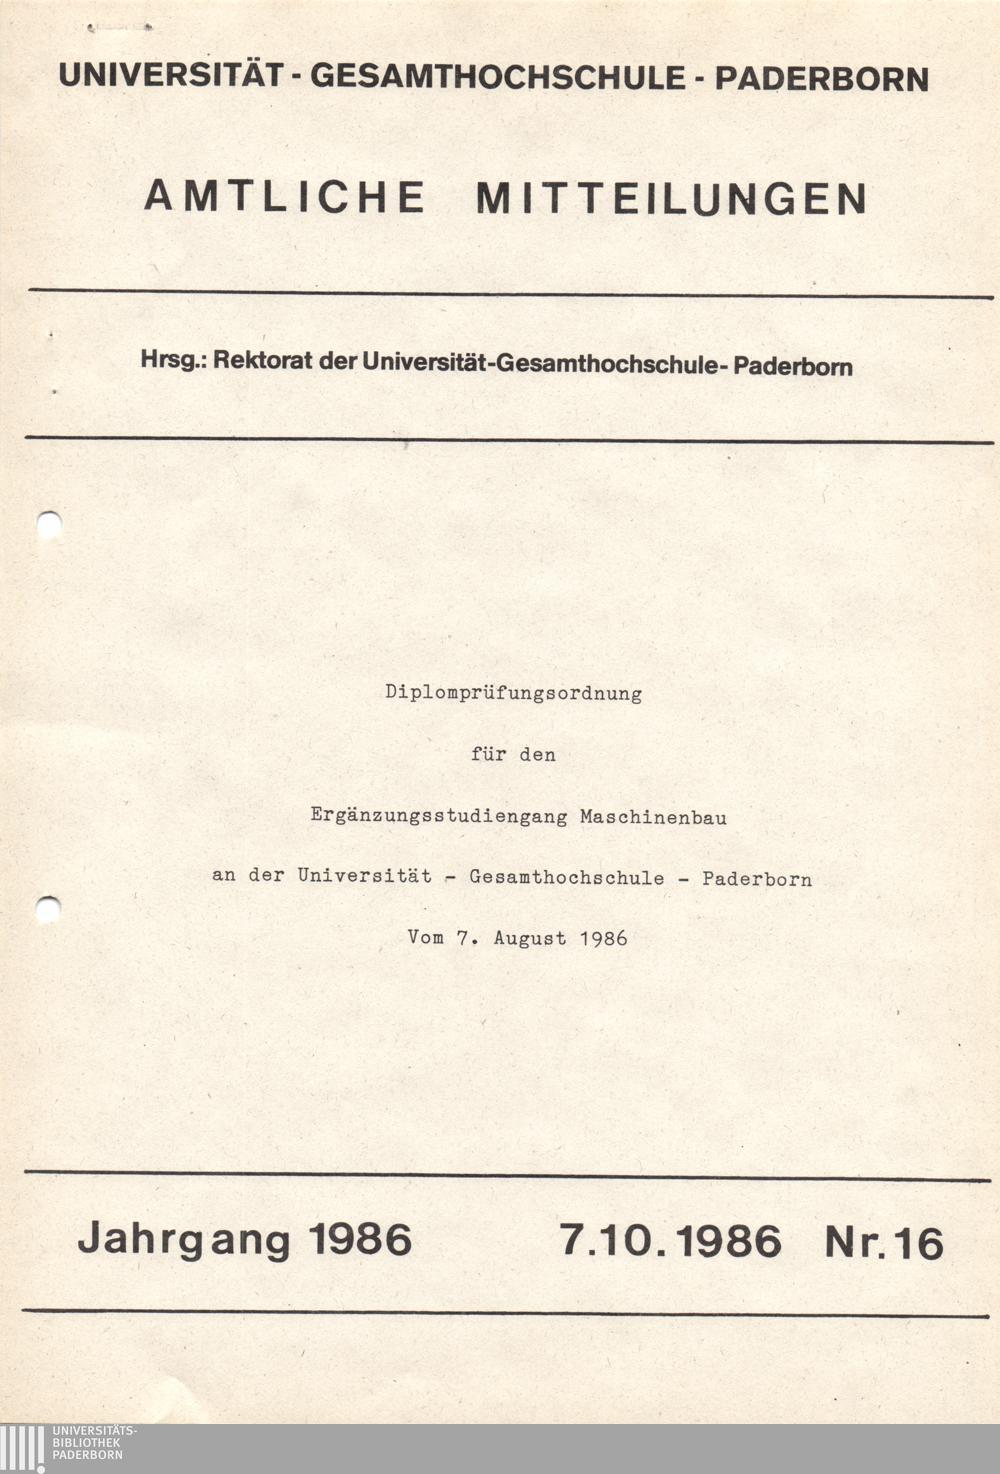 UNIVERSITÄT - GESAMTHOCHSCHULE - PADERBORN
AMTLICHE MITTEILUNGEN
Hrsg.: Rektorat der Universität-Gesamthochschule- Paderborn
Diplomprüfungsordnung
für den
Ergänzungsstudiengang Maschinenbau
an der Universität - Gesamthochschule - Paderborn
Vom 7. August 1986
Jahrgang 1986 7.10.1986 Nr.16
UNIVERSITÄTS-
BIBLIOTHEK
PADERBORN